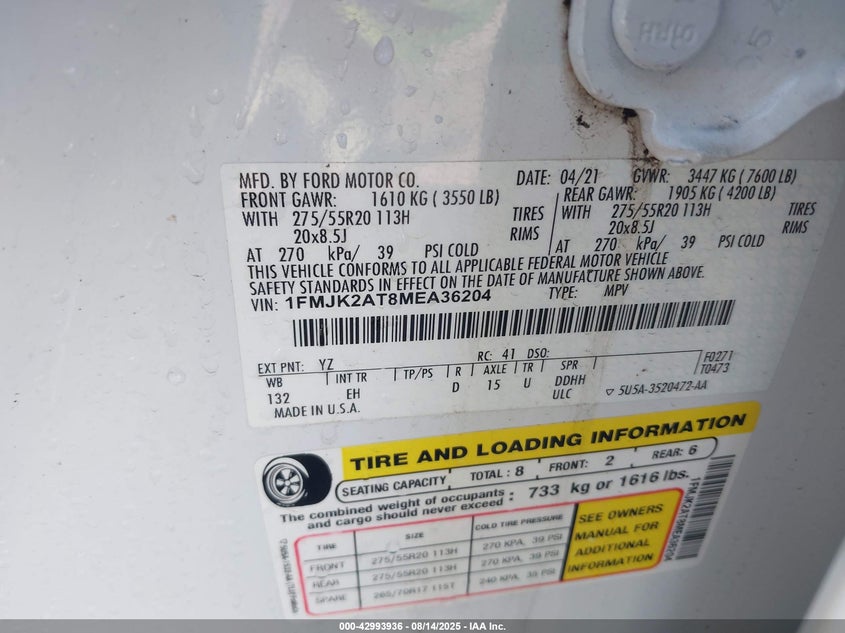 MFD. BY FORD MOTOR CO. DATE: 04/21 GVWR: 3447 KG ( 7600 LB)
FRONT GAWR: 1610 KG ( 3550 LB) REAR GAWR: 1905 KG ( 4200 LB)
WITH 275/55R20 113H TIRES WITH 275/55R20 113H TIRES
20x8.5J RIMS 20x8.5J RIMS
AT 270 kPa/ 39 PSI COLD AT 270 kPa/ 39 PSI COLD
THIS VEHICLE CONFORMS TO ALL APPLICABLE FEDERAL MOTOR VEHICLE
SAFETY STANDARDS IN EFFECT ON THE DATE OF MANUFACTURE SHOWN ABOVE.
VIN: 1FMJK2AT8MEA36204 TYPE: MPV
EXT PNT: YZ RC: 41 DSO: F0271
WB INT TR TP/PS R AXLE TR SPR T0473
132 EH D 15 U DDHH
ULC ▽ 5U5A-3520472-AA
MADE IN U.S.A.
TIRE AND LOADING INFORMATION
SEATING CAPACITY TOTAL : 8 FRONT: 2 REAR: 6
The combined weight of occupants
and cargo should never exceed : 733 kg or 1616 lbs.
TIRE SIZE COLD TIRE PRESSURE
FRONT 275/55R20 113H 270 KPA, 39 PSI
REAR 275/55R20 113H 270 KPA, 39 PSI
SPARE 265/70R17 115T 240 KPA, 35 PSI
SEE OWNERS
MANUAL FOR
ADDITIONAL
INFORMATION
1FMJK2AT8MEA36204
000-42993936 - 08/14/2025 - IAA, Inc.